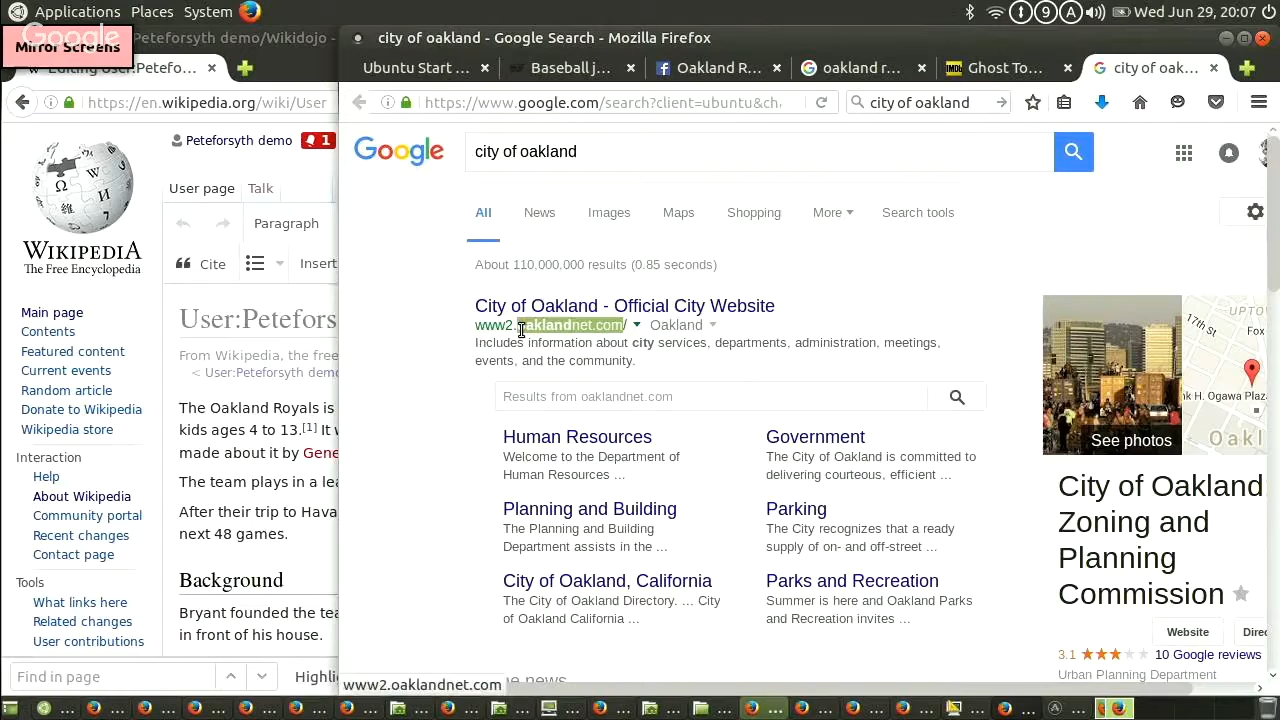 Applications Places System
Wed Jun 29, 20:07
Google
Mirror Screens
Peteforsyth demo/Wikidojo -
city of oakland - Google Search - Mozilla Firefox
Editing User:Petefo...
Ubuntu Start ...
Baseball j...
Oakland R...
oakland r...
Ghost To...
city of oak...
https://en.wikipedia.org/wiki/User
https://www.google.com/search?client=ubuntu&ch
city of oakland
Peteforsyth demo
1
User page Talk
Paragraph
Cite
Insert
WIKIPEDIA
The Free Encyclopedia
Main page
Contents
Featured content
Current events
Random article
Donate to Wikipedia
Wikipedia store
Interaction
Help
About Wikipedia
Community portal
Recent changes
Contact page
Tools
What links here
Related changes
User contributions
User:Petefors
From Wikipedia, the free
< User:Peteforsyth demo
The Oakland Royals is
kids ages 4 to 13.[1] It w
made about it by Gene
The team plays in a lea
After their trip to Hava
next 48 games.
Background
Bryant founded the tea
in front of his house.
Find in page
Highli
Google
city of oakland
All News Images Maps Shopping More Search tools
About 110,000,000 results (0.85 seconds)
City of Oakland - Official City Website
www2.oaklandnet.com/ Oakland
Includes information about city services, departments, administration, meetings,
events, and the community.
Results from oaklandnet.com
Human Resources
Welcome to the Department of
Human Resources ...
Government
The City of Oakland is committed to
delivering courteous, efficient ...
Planning and Building
The Planning and Building
Department assists in the ...
Parking
The City recognizes that a ready
supply of on- and off-street ...
City of Oakland, California
The City of Oakland Directory. ... City
of Oakland California ...
Parks and Recreation
Summer is here and Oakland Parks
and Recreation invites ...
See photos
UPTO
17th St
Fox
nk H. Ogawa Plaza
Oakl
City of Oakland
Zoning and
Planning
Commission
Website
Direc
3.1 10 Google reviews
Urban Planning Department
www2.oaklandnet.com